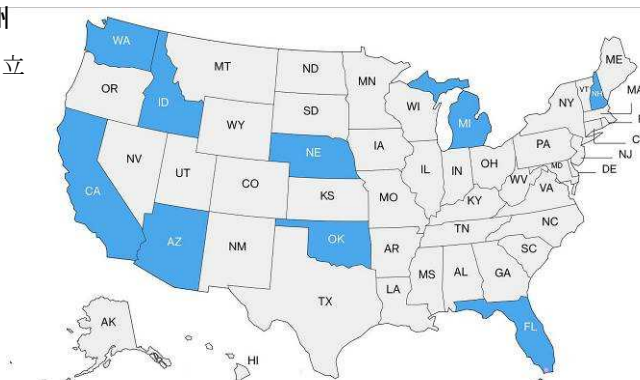 立
WA
ME
MT
ND
MN
VT
NH
OR
ID
SD
WI
NY
MA
WY
MI
NV
NE
IA
PA
NJ
UT
CO
IL
IN
OH
MD
DE
CA
KS
MO
WV
VA
KY
AZ
NM
OK
AR
TN
NC
SC
TX
LA
MS
AL
GA
AK
FL
HI